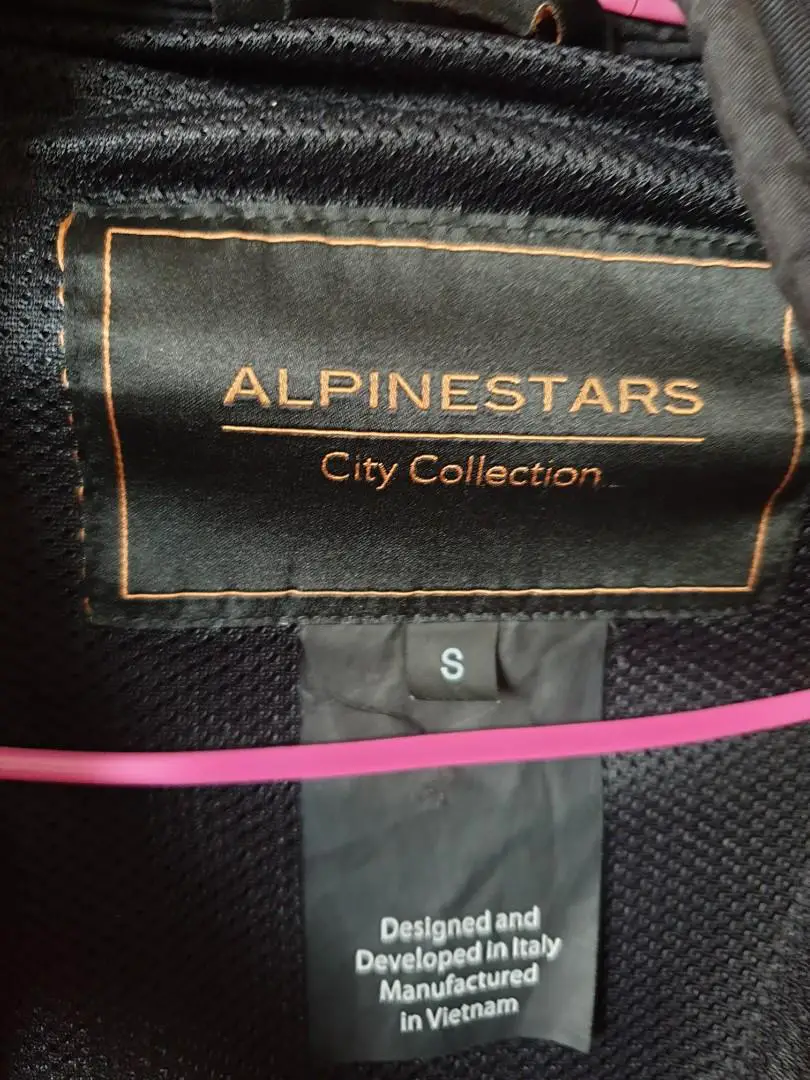 ALPINESTARS
City Collection
S
Designed and
Developed in Italy
Manufactured
in Vietnam